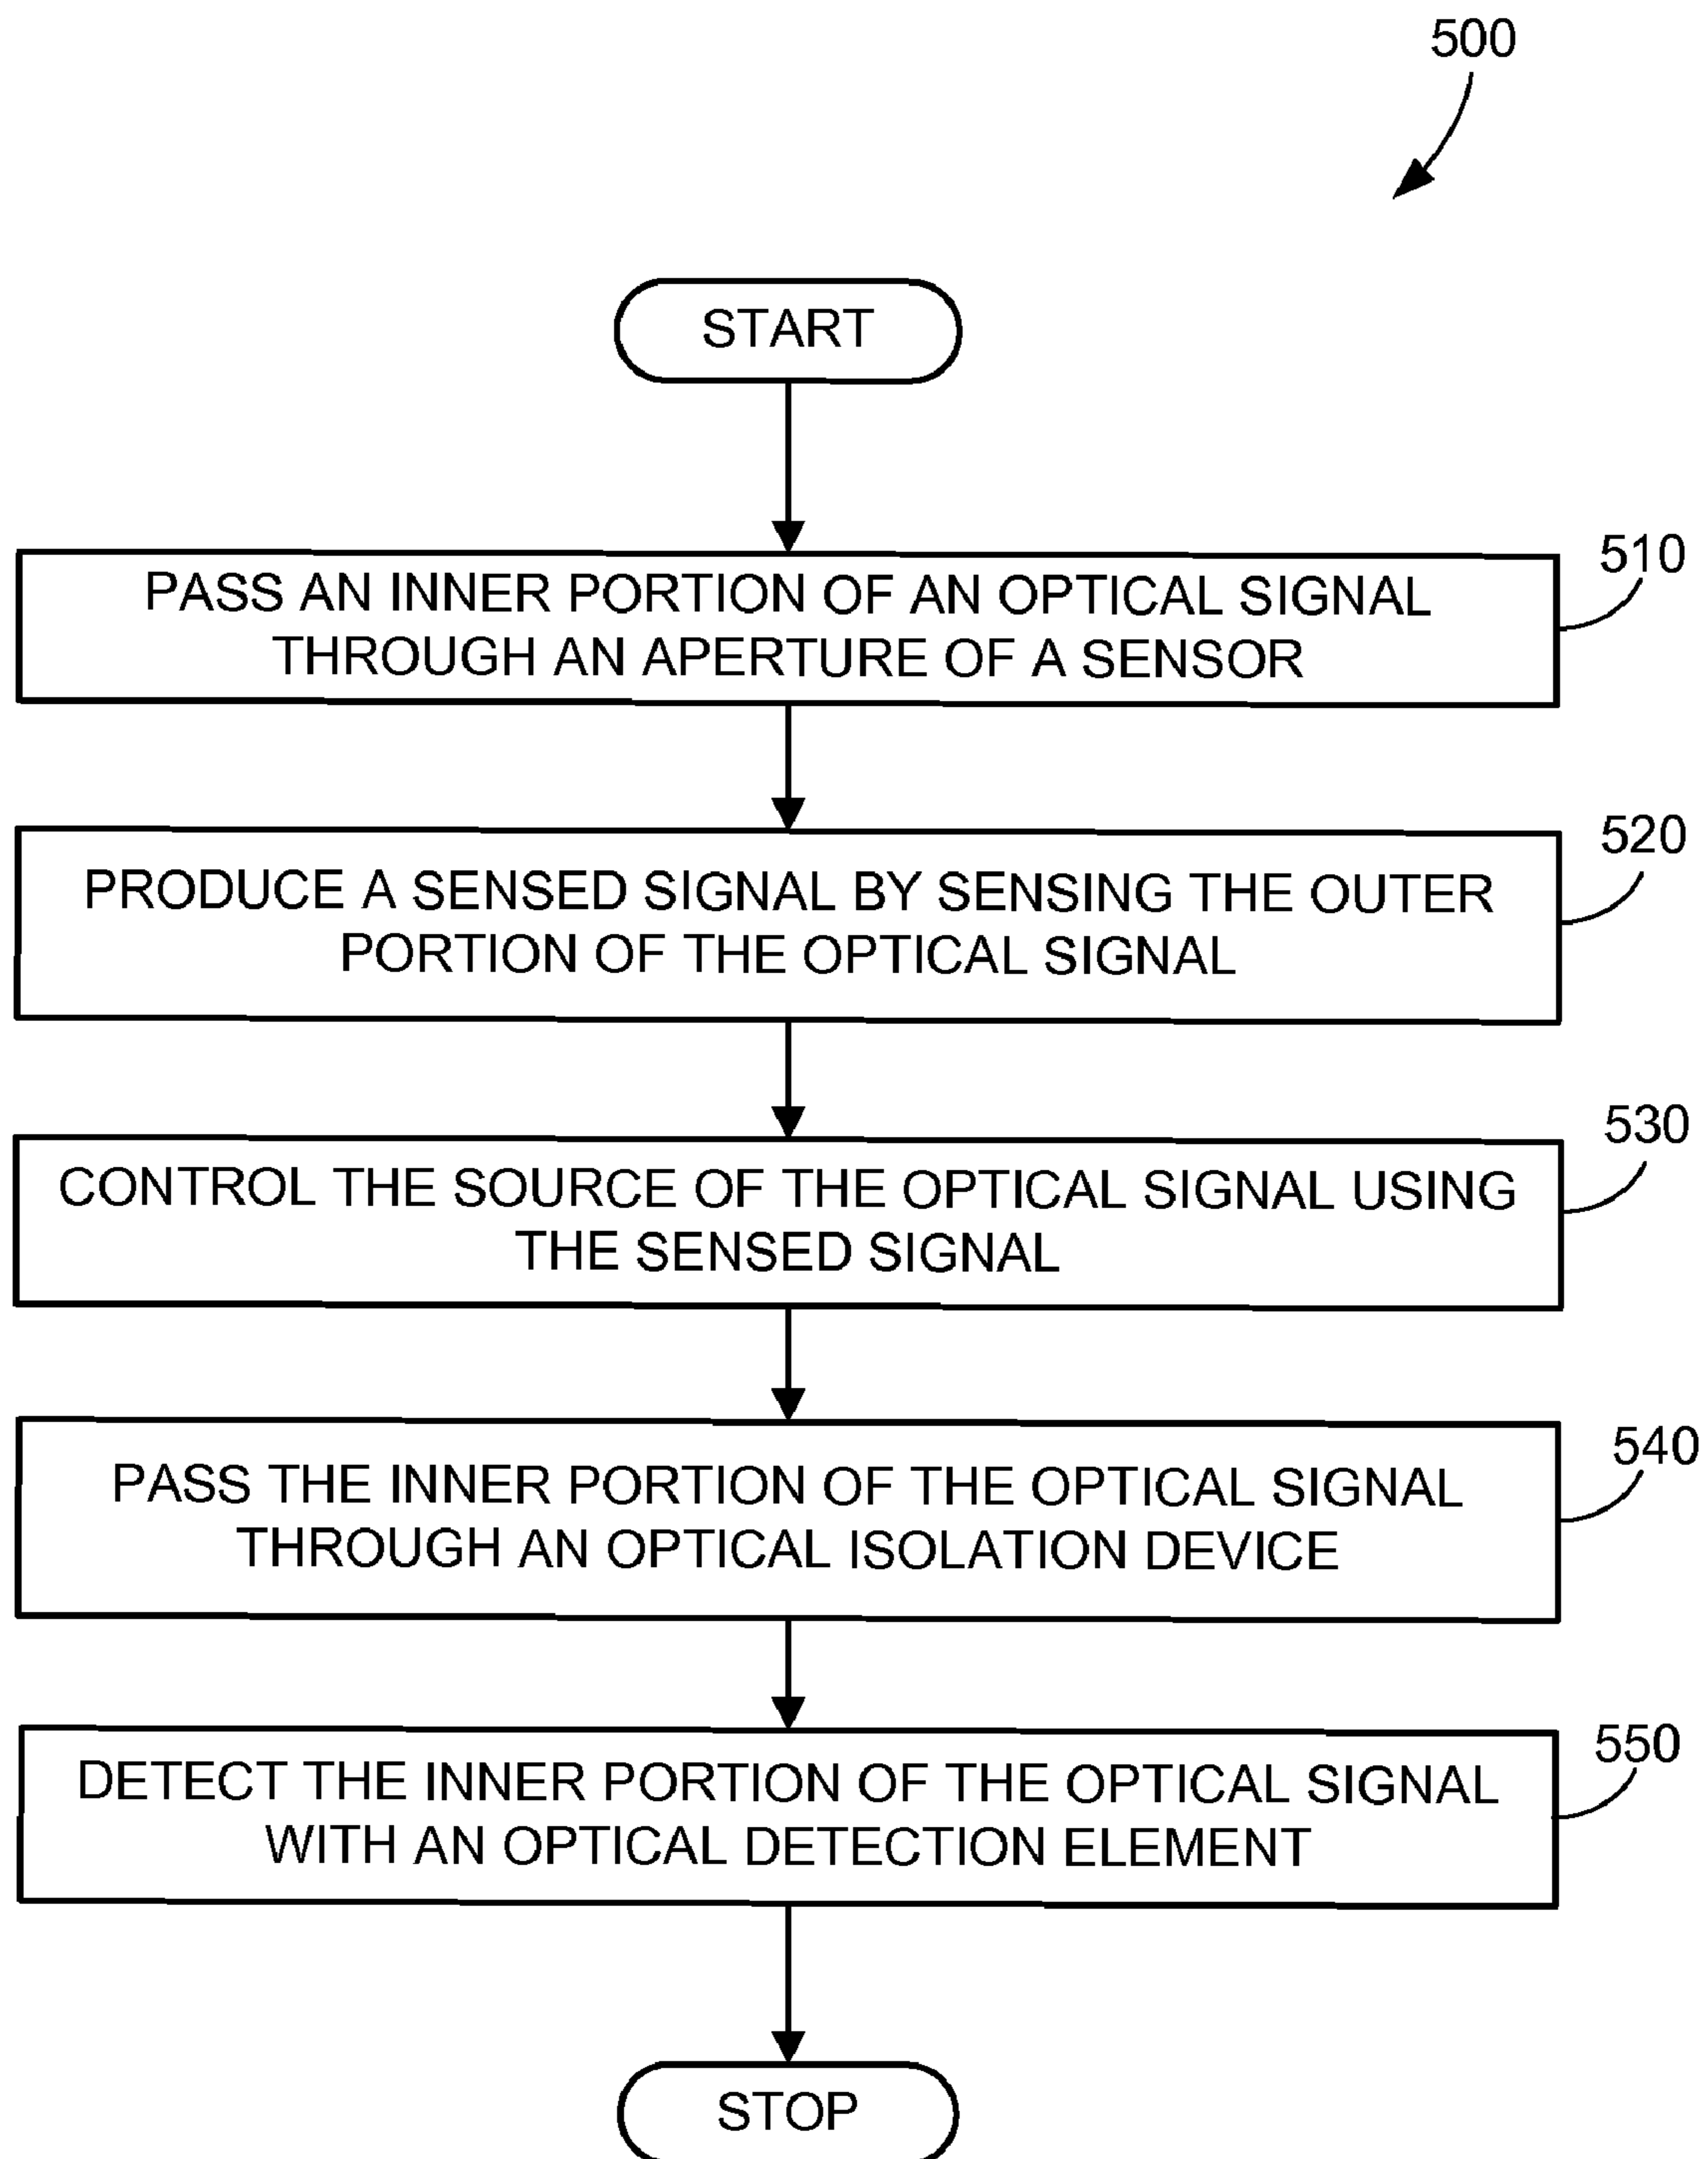 500
START
PASS AN INNER PORTION OF AN OPTICAL SIGNAL
THROUGH AN APERTURE OF A SENSOR
510
PRODUCE A SENSED SIGNAL BY SENSING THE OUTER
PORTION OF THE OPTICAL SIGNAL
520
CONTROL THE SOURCE OF THE OPTICAL SIGNAL USING
THE SENSED SIGNAL
530
PASS THE INNER PORTION OF THE OPTICAL SIGNAL
THROUGH AN OPTICAL ISOLATION DEVICE
540
DETECT THE INNER PORTION OF THE OPTICAL SIGNAL
WITH AN OPTICAL DETECTION ELEMENT
550
STOP